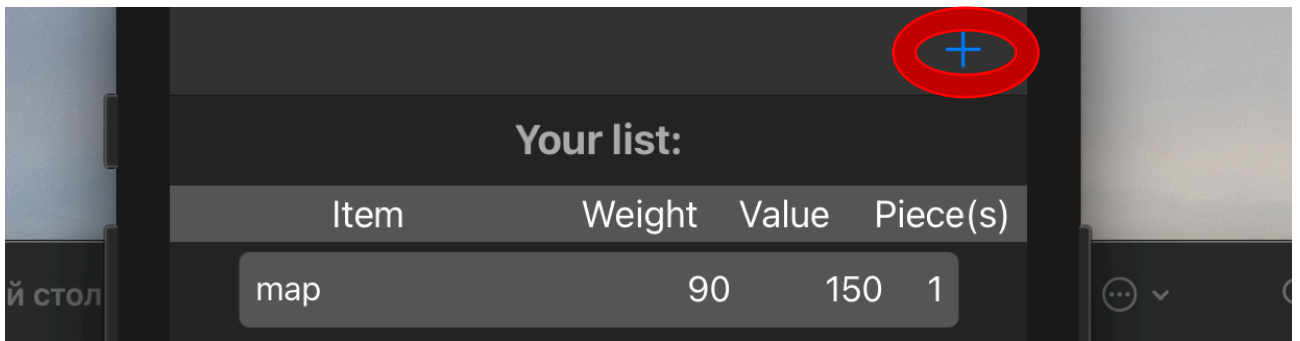 Your list:
Item Weight Value Piece(s)
map 90 150 1
й стол